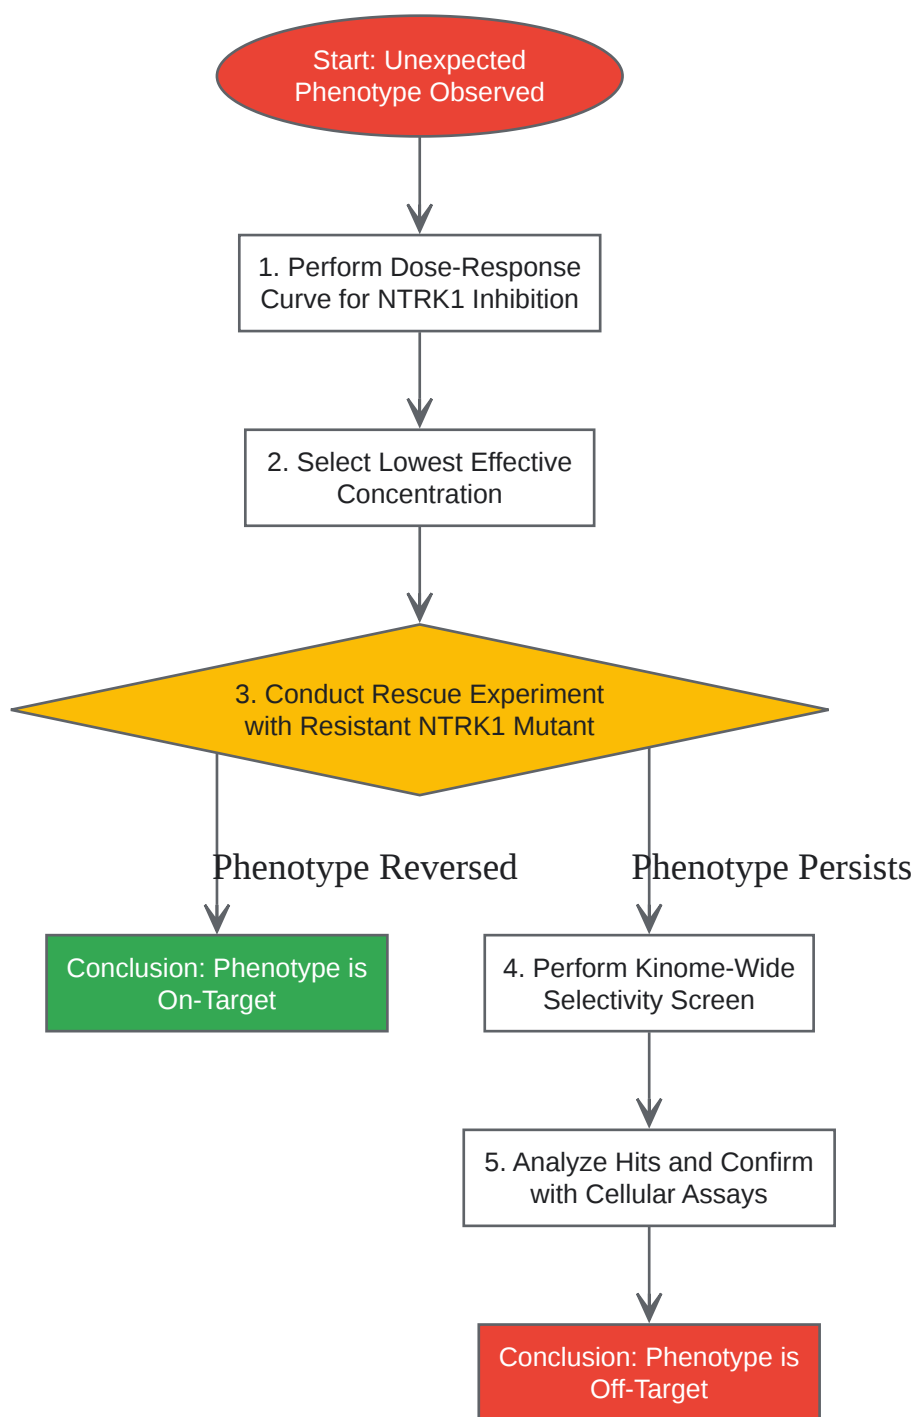 Start: Unexpected
Phenotype Observed
1. Perform Dose-Response
Curve for NTRK1 Inhibition
2. Select Lowest Effective
Concentration
3. Conduct Rescue Experiment
with Resistant NTRK1 Mutant
Phenotype Reversed
Phenotype Persists
Conclusion: Phenotype is
On-Target
4. Perform Kinome-Wide
Selectivity Screen
5. Analyze Hits and Confirm
with Cellular Assays
Conclusion: Phenotype is
Off-Target